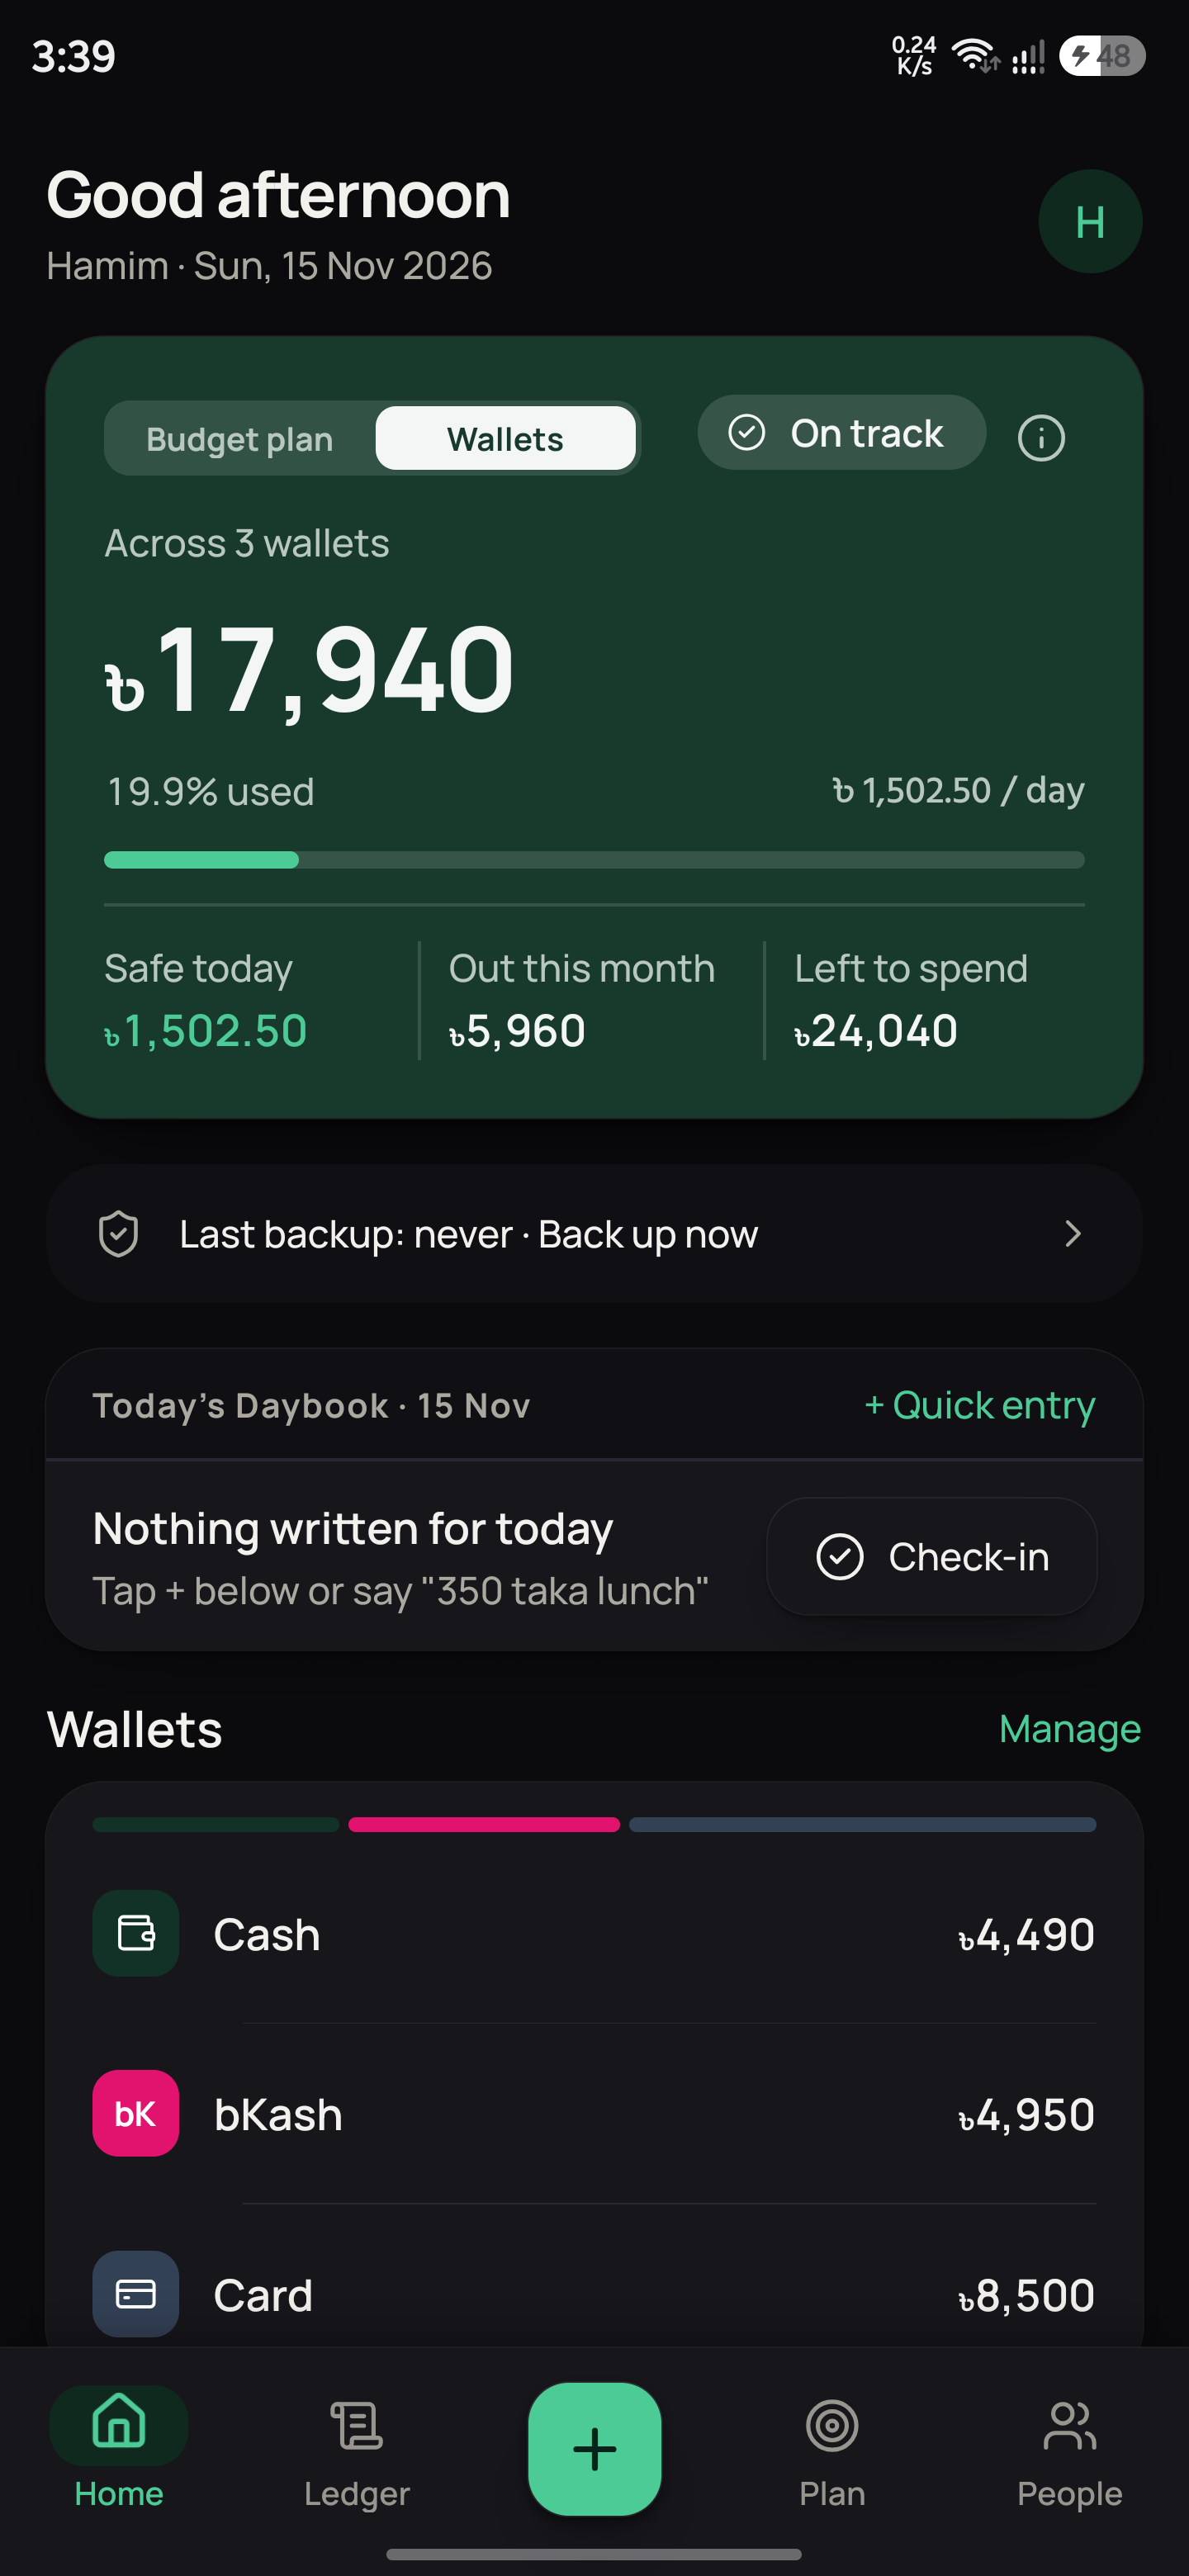 3:39
0.24
K/s
48
Good afternoon
Hamim · Sun, 15 Nov 2026
H
Budget plan
Wallets
On track
Across 3 wallets
৳17,940
19.9% used
৳ 1,502.50 / day
Safe today
৳1,502.50
Out this month
৳5,960
Left to spend
৳24,040
Last backup: never · Back up now
Today's Daybook · 15 Nov
+ Quick entry
Nothing written for today
Tap + below or say "350 taka lunch"
Check-in
Wallets
Manage
Cash
৳4,490
bK
bKash
৳4,950
Card
৳8,500
Home
Ledger
Plan
People